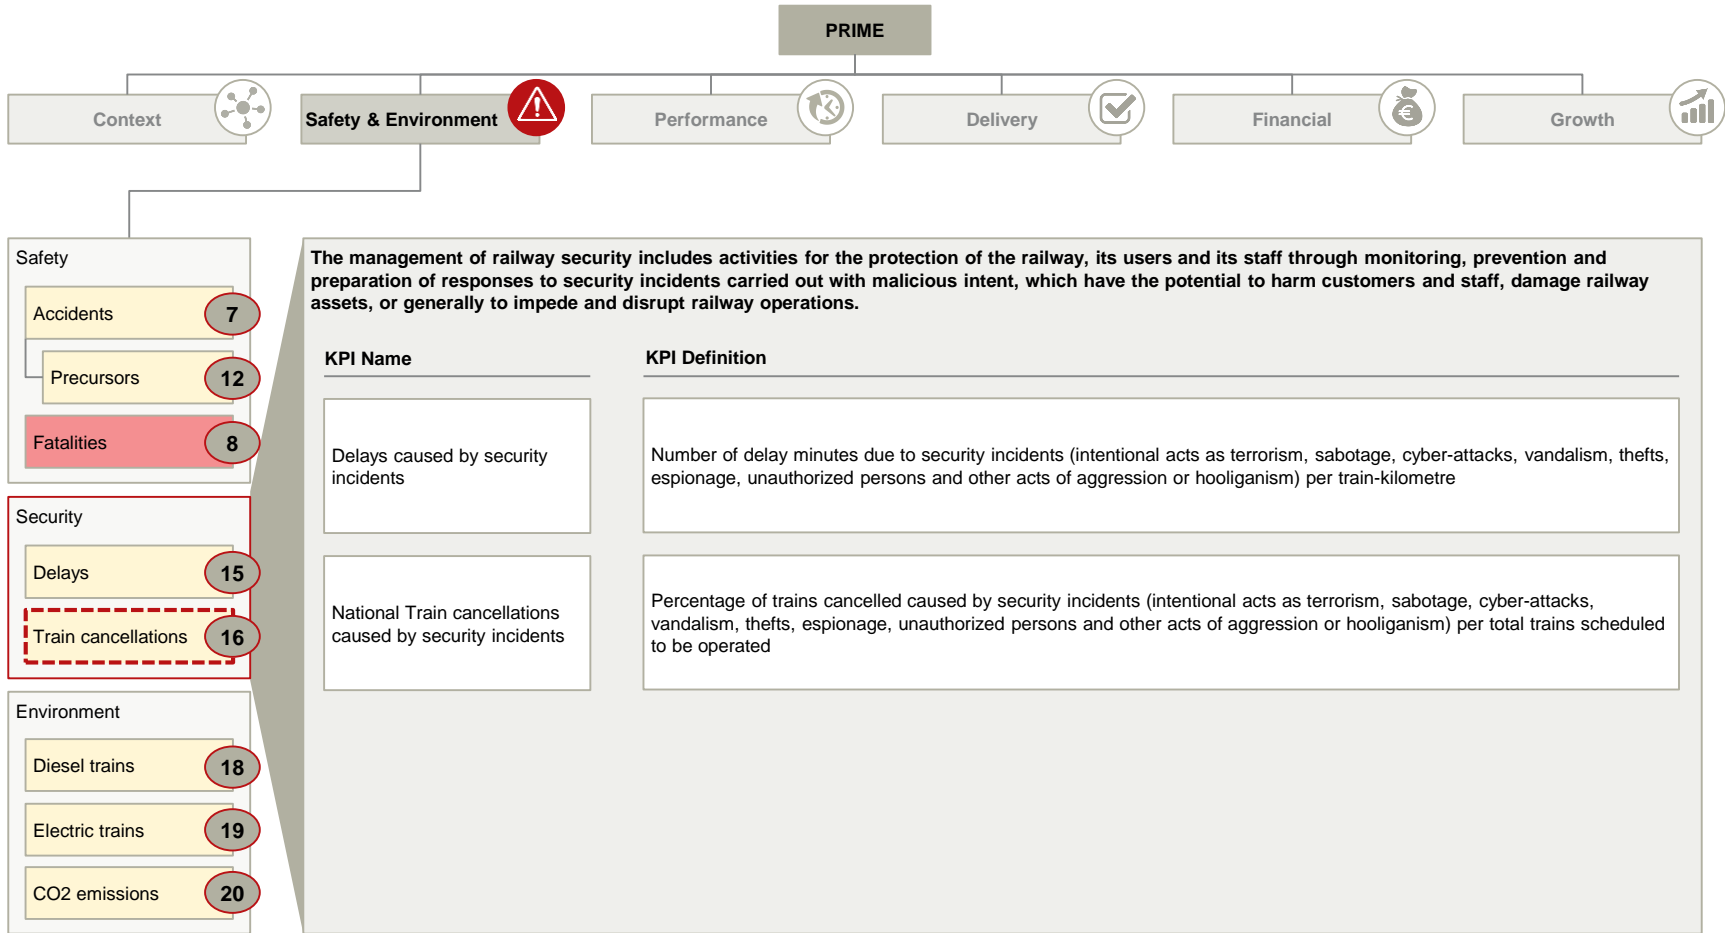 PRIME
Context
Safety & Environment
Performance
Delivery
Financial
€
Growth
Safety
Accidents 7
Precursors 12
Fatalities 8
Security
Delays 15
Train cancellations 16
Environment
Diesel trains 18
Electric trains 19
CO2 emissions 20
The management of railway security includes activities for the protection of the railway, its users and its staff through monitoring, prevention and
preparation of responses to security incidents carried out with malicious intent, which have the potential to harm customers and staff, damage railway
assets, or generally to impede and disrupt railway operations.
KPI Name
KPI Definition
Delays caused by security
incidents
Number of delay minutes due to security incidents (intentional acts as terrorism, sabotage, cyber-attacks, vandalism, thefts,
espionage, unauthorized persons and other acts of aggression or hooliganism) per train-kilometre
National Train cancellations
caused by security incidents
Percentage of trains cancelled caused by security incidents (intentional acts as terrorism, sabotage, cyber-attacks,
vandalism, thefts, espionage, unauthorized persons and other acts of aggression or hooliganism) per total trains scheduled
to be operated